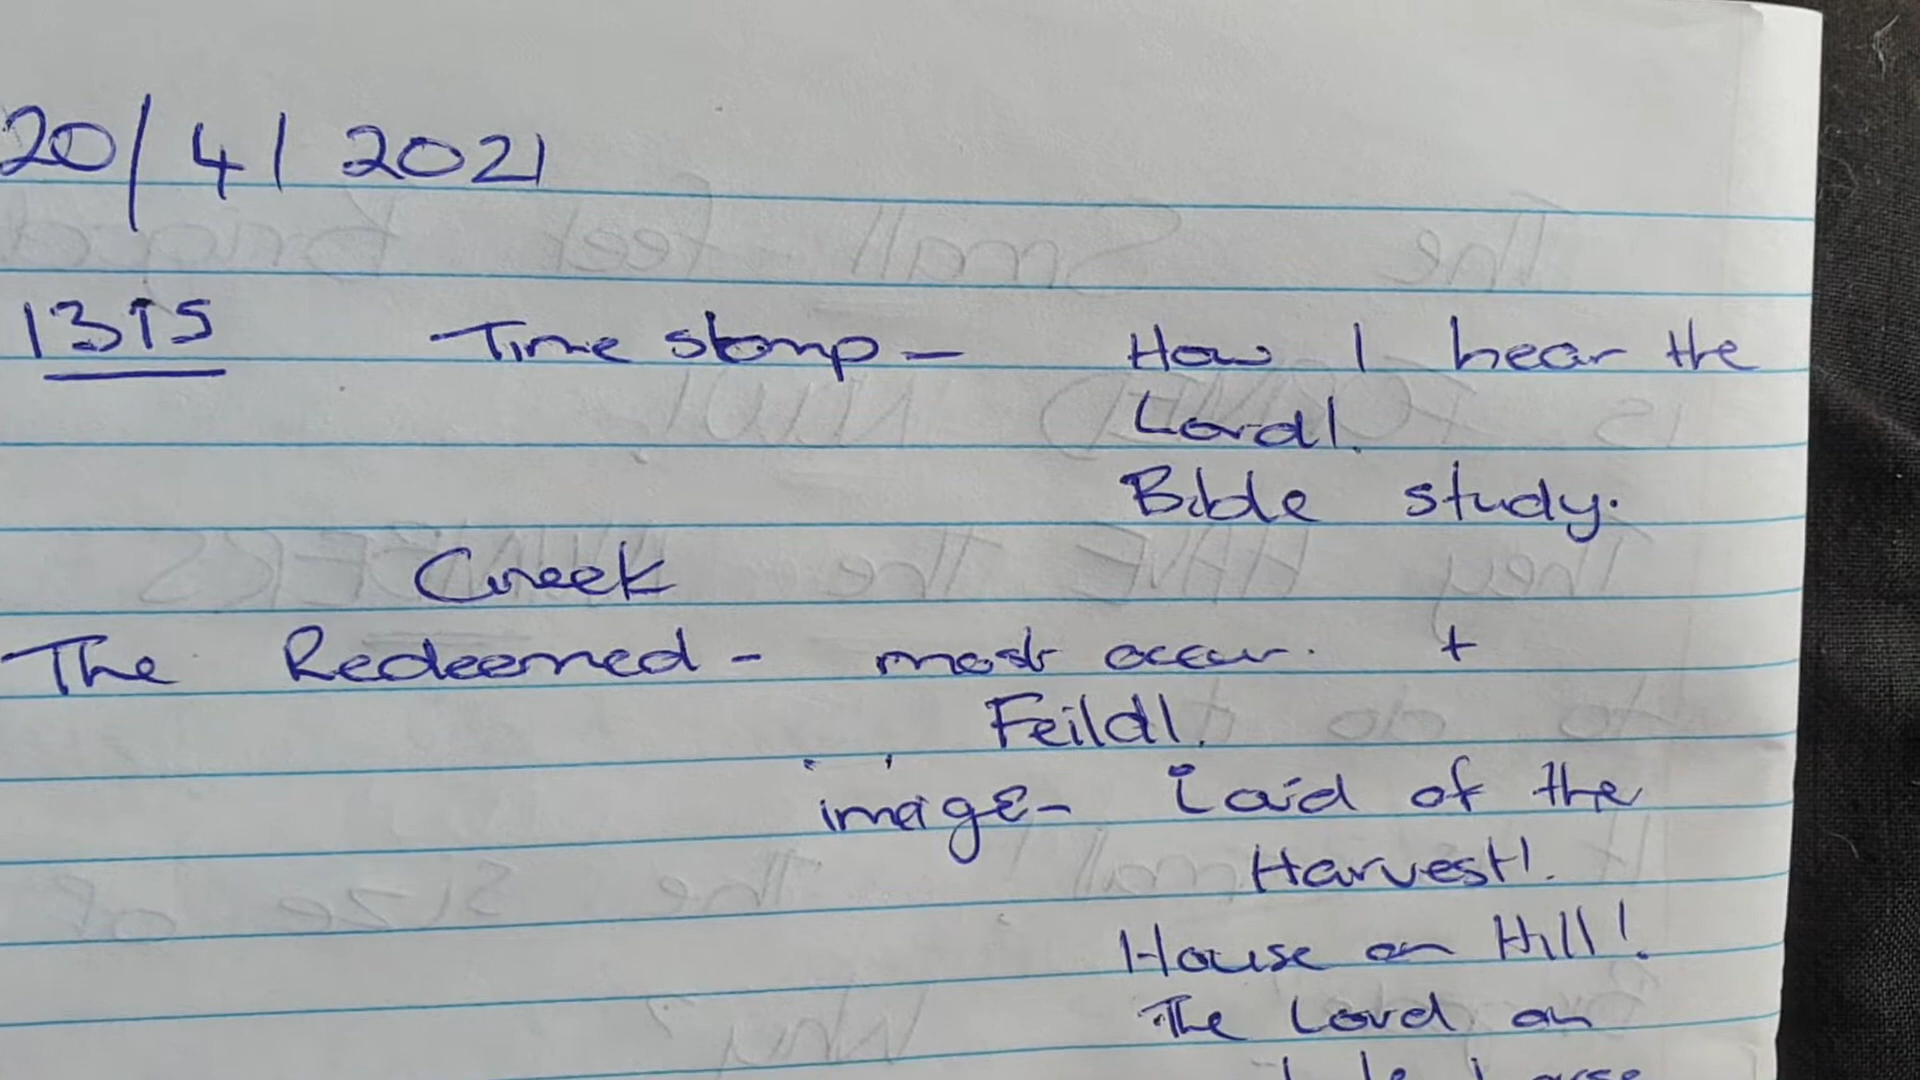 20/4/2021
1315 Time stamp - How I hear the
Lord!
Bible study.
Creek
The Redeemed - most occur. +
Feild!
image - Laid of the
Harvest!
House on Hill!
The Lord on